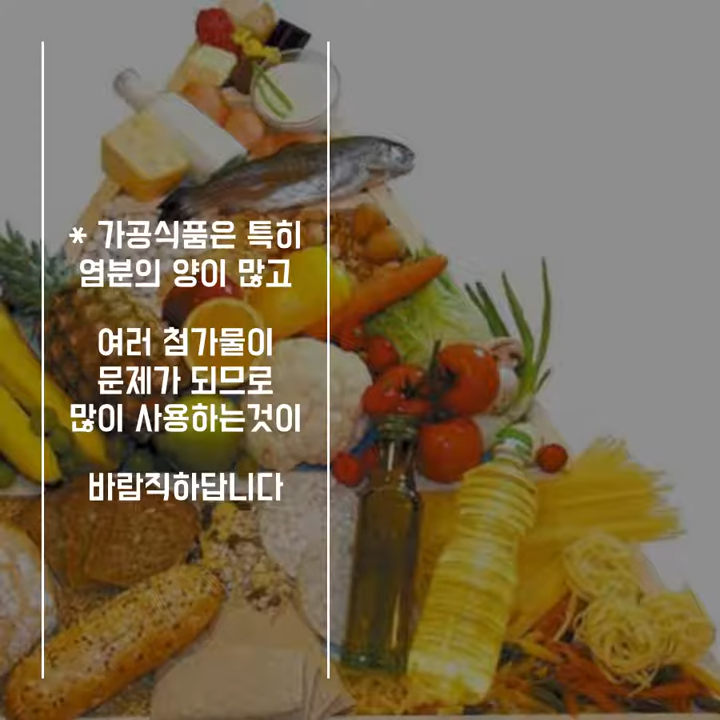 * 가공식품은 특히
염분의 양이 많고
여러 첨가물이
문제가 되므로
많이 사용하는것이
바람직하답니다